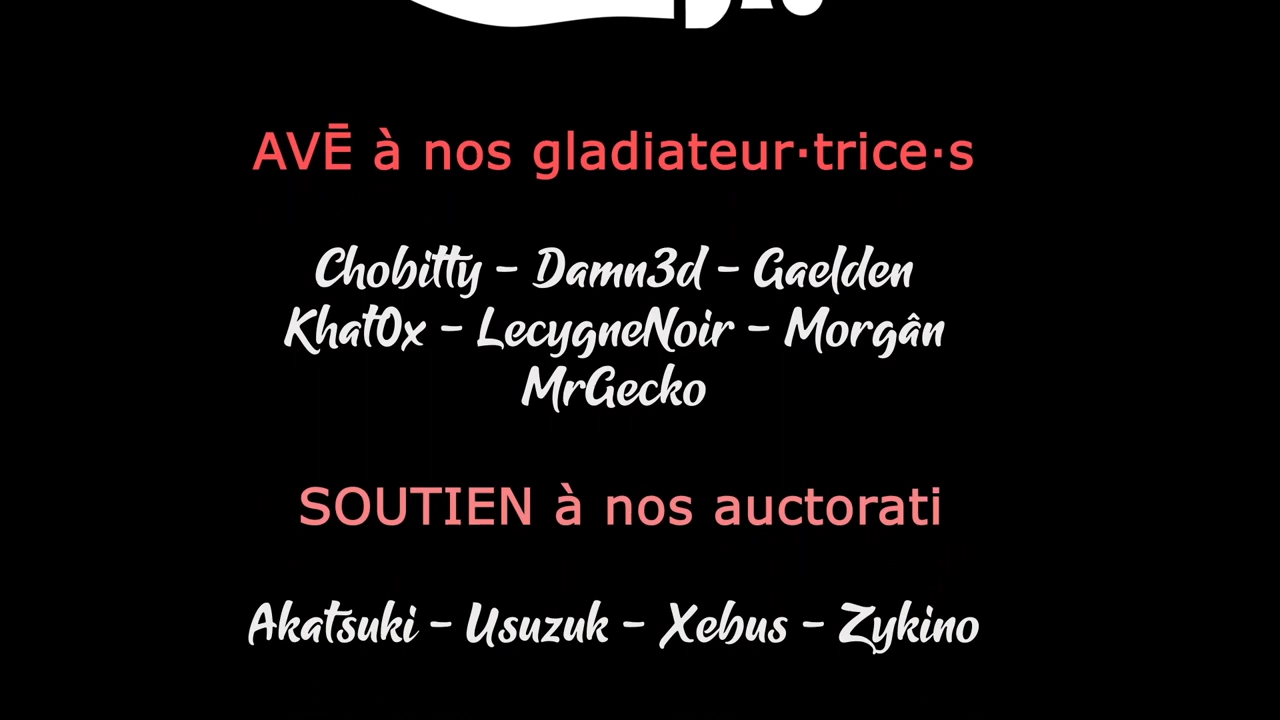 AVĒ à nos gladiateur·trice·s
Chobitty - Damn3d - Gaelden
Khat0x - LecygneNoir - Morgân
MrGecko
SOUTIEN à nos auctorati
Akatsuki - Usuzuk - Xebus - Zykino